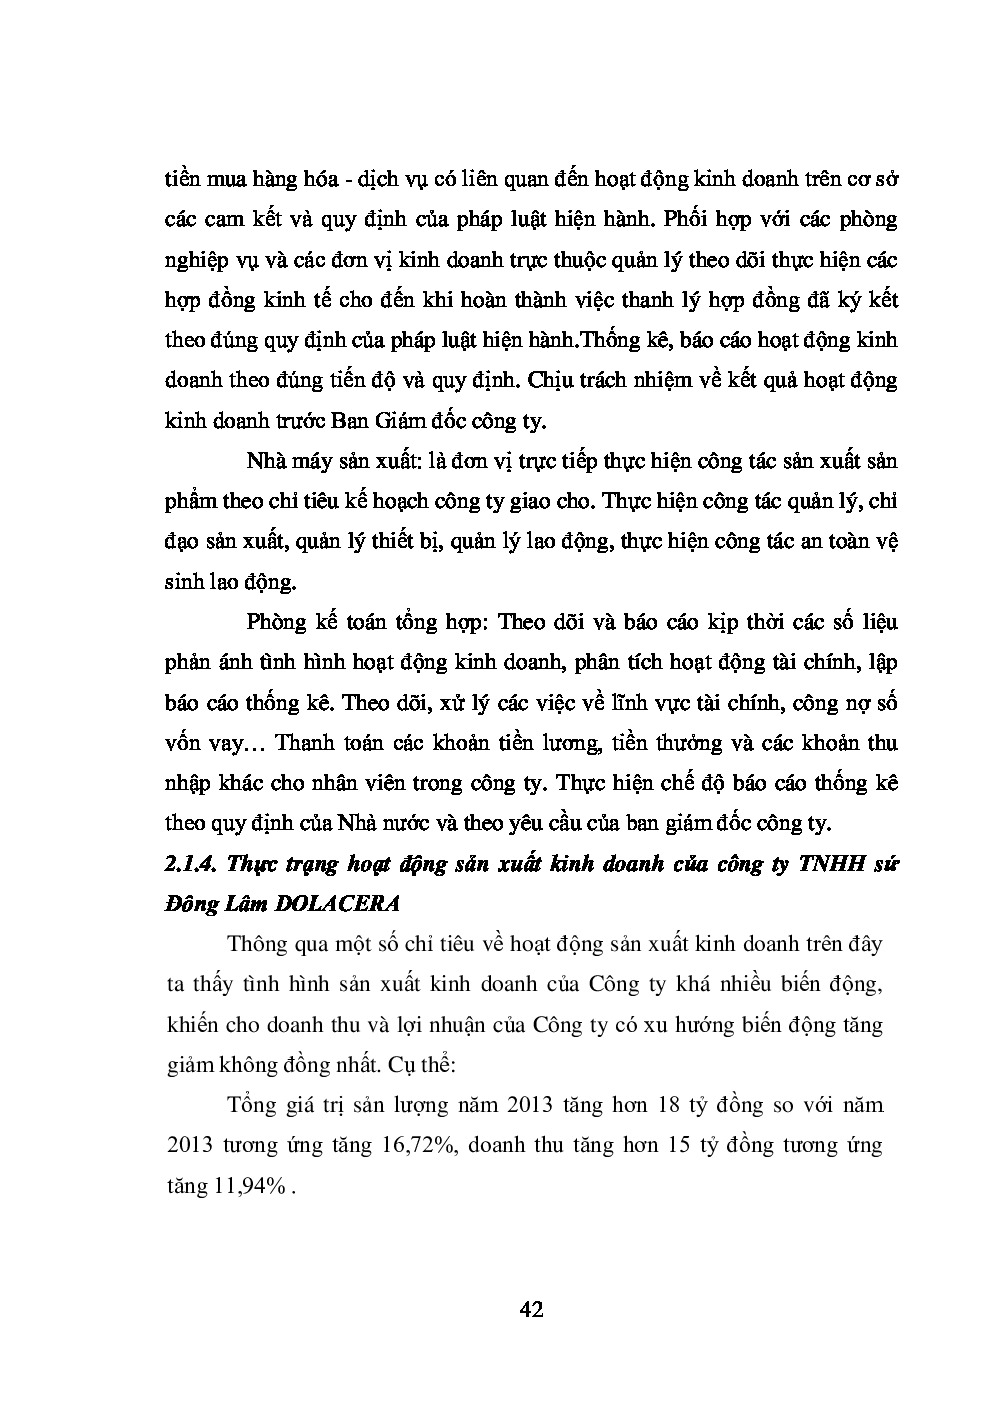 tiền mua hàng hóa - dịch vụ có liên quan đến hoạt động kinh doanh trên cơ sở
các cam kết và quy định của pháp luật hiện hành. Phối hợp với các phòng
nghiệp vụ và các đơn vị kinh doanh trực thuộc quản lý theo dõi thực hiện các
hợp đồng kinh tế cho đến khi hoàn thành việc thanh lý hợp đồng đã ký kết
theo đúng quy định của pháp luật hiện hành.Thống kê, báo cáo hoạt động kinh
doanh theo đúng tiến độ và quy định. Chịu trách nhiệm về kết quả hoạt động
kinh doanh trước Ban Giám đốc công ty.
Nhà máy sản xuất: là đơn vị trực tiếp thực hiện công tác sản xuất sản
phẩm theo chỉ tiêu kế hoạch công ty giao cho. Thực hiện công tác quản lý, chỉ
đạo sản xuất, quản lý thiết bị, quản lý lao động, thực hiện công tác an toàn vệ
sinh lao động.
Phòng kế toán tổng hợp: Theo dõi và báo cáo kịp thời các số liệu
phản ánh tình hình hoạt động kinh doanh, phân tích hoạt động tài chính, lập
báo cáo thống kê. Theo dõi, xử lý các việc về lĩnh vực tài chính, công nợ số
vốn vay… Thanh toán các khoản tiền lương, tiền thưởng và các khoản thu
nhập khác cho nhân viên trong công ty. Thực hiện chế độ báo cáo thống kê
theo quy định của Nhà nước và theo yêu cầu của ban giám đốc công ty.
2.1.4. Thực trạng hoạt động sản xuất kinh doanh của công ty TNHH sứ
Đông Lâm DOLACERA
Thông qua một số chỉ tiêu về hoạt động sản xuất kinh doanh trên đây
ta thấy tình hình sản xuất kinh doanh của Công ty khá nhiều biến động,
khiến cho doanh thu và lợi nhuận của Công ty có xu hướng biến động tăng
giảm không đồng nhất. Cụ thể:
Tổng giá trị sản lượng năm 2013 tăng hơn 18 tỷ đồng so với năm
2013 tương ứng tăng 16,72%, doanh thu tăng hơn 15 tỷ đồng tương ứng
tăng 11,94% .
42